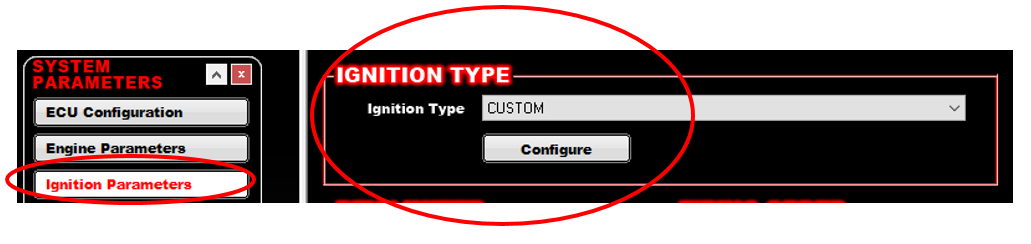 SYSTEM
PARAMETERS
x
ECU Configuration
Engine Parameters
Ignition Parameters
IGNITION TYPE
Ignition Type
CUSTOM
Configure